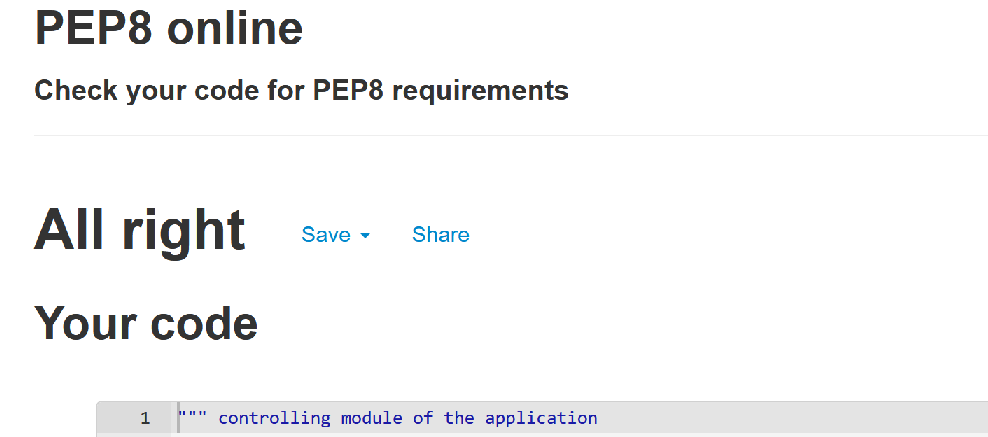 PEP8 online
Check your code for PEP8 requirements
All right Save Share
Your code
1 """ controlling module of the application